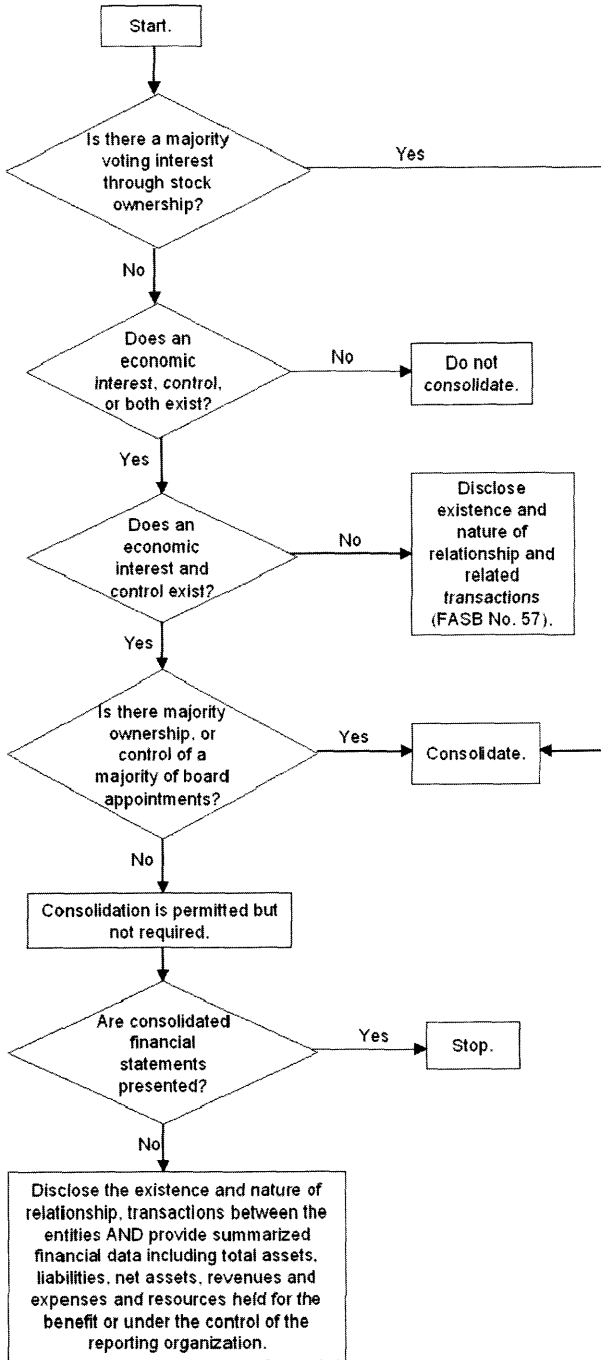 Start.
Is there a majority
voting interest
through stock
ownership?
Yes
No
Does an
economic
interest, control,
or both exist?
No
Do not
consolidate.
Yes
Does an
economic
interest and
control exist?
No
Disclose
existence and
nature of
relationship and
related
transactions
(FASB No. 57).
Yes
Is there majority
ownership, or
control of a
majority of board
appointments?
Yes
Consolidate.
No
Consolidation is permitted but
not required.
Are consolidated
financial
statements
presented?
Yes
Stop.
No
Disclose the existence and nature of
relationship, transactions between the
entities AND provide summarized
financial data including total assets,
liabilities, net assets, revenues and
expenses and resources held for the
benefit or under the control of the
reporting organization.